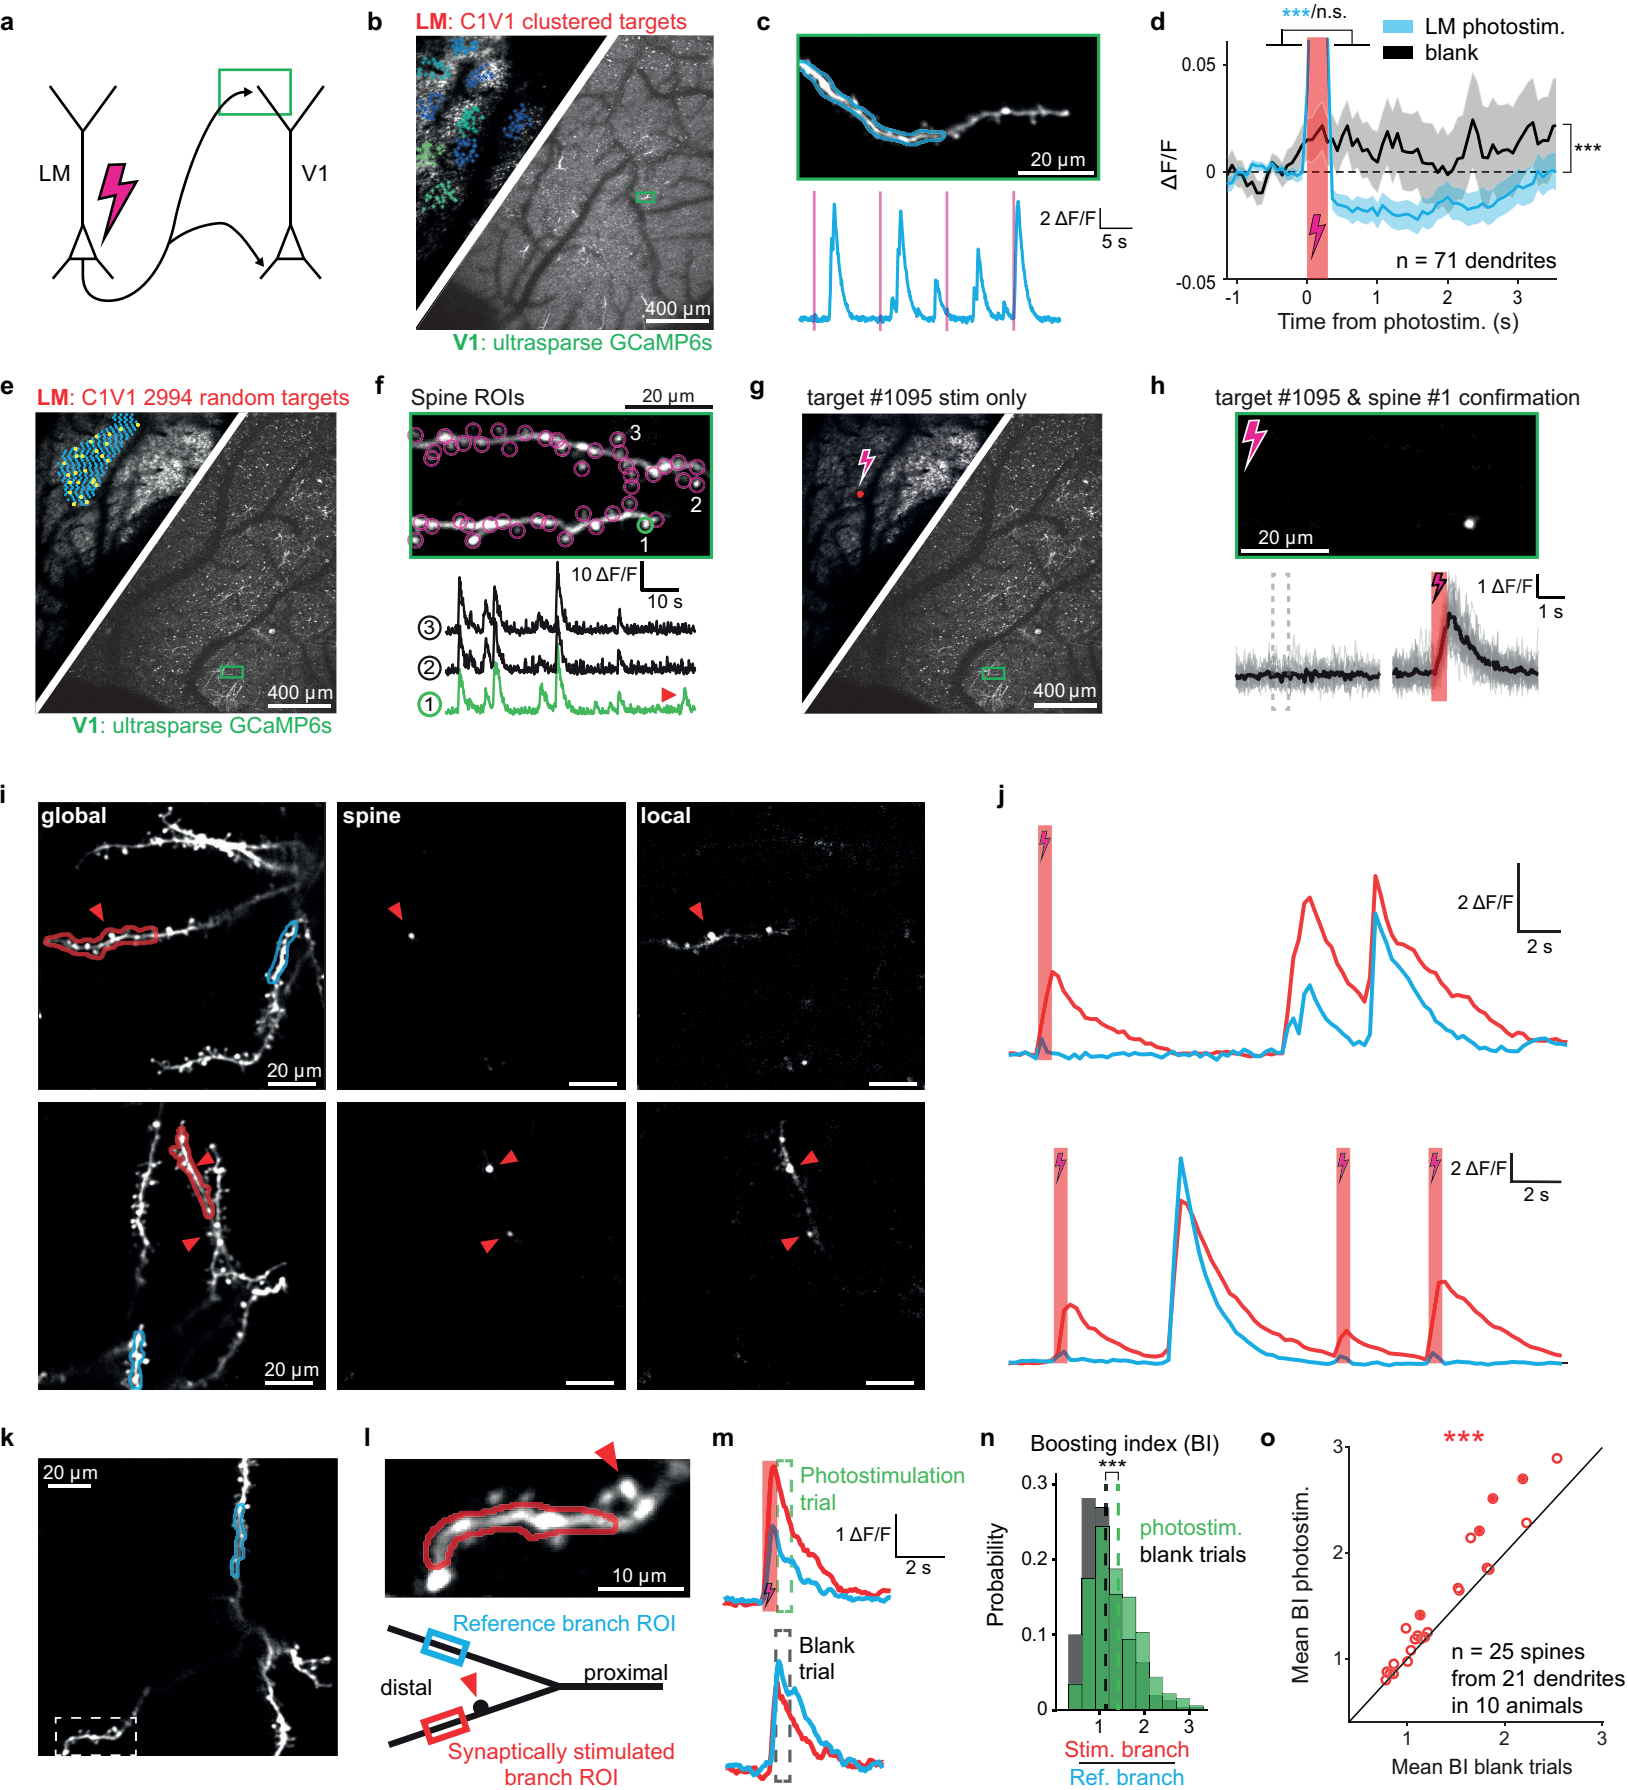 a
LM
V1
b
LM: C1V1 clustered targets
400 µm
V1: ultrasparse GCaMP6s
c
20 µm
2 ΔF/F
5 s
d
***/n.s.
LM photostim.
blank
0.05
0
-0.05
ΔF/F
***
n = 71 dendrites
-1 0 1 2 3
Time from photostim. (s)
e
LM: C1V1 2994 random targets
400 µm
V1: ultrasparse GCaMP6s
f
Spine ROIs
20 µm
3
2
1
10 ΔF/F
10 s
3
2
1
g
target #1095 stim only
400 µm
h
target #1095 & spine #1 confirmation
20 µm
1 ΔF/F
1 s
i
global
spine
local
20 µm
20 µm
j
2 ΔF/F
2 s
2 ΔF/F
2 s
k
20 µm
l
10 µm
Reference branch ROI
proximal
distal
Synaptically stimulated
branch ROI
m
Photostimulation
trial
1 ΔF/F
2 s
Blank
trial
n
Boosting index (BI)
***
0.3
0.2
0.1
0
Probability
photostim.
blank trials
1 2 3
Stim. branch
Ref. branch
o
***
3
2
1
Mean BI photostim.
n = 25 spines
from 21 dendrites
in 10 animals
1 2 3
Mean BI blank trials